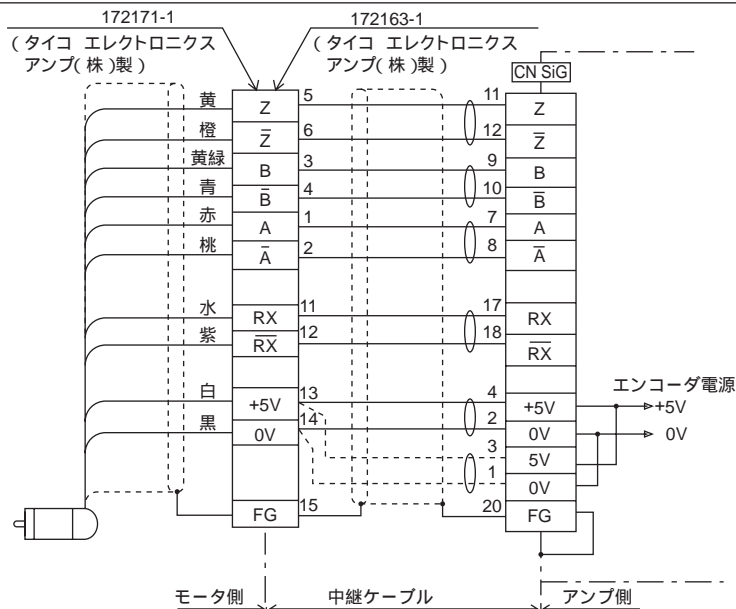 172171-1
(タイコ エレクトロニクス
アンプ(株)製)
172163-1
(タイコ エレクトロニクス
アンプ(株)製)
CN SiG
黄 Z 5 11 Z
橙 Z̅ 6 12 Z̅
黄緑 B 3 9 B
青 B̅ 4 10 B̅
赤 A 1 7 A
桃 A̅ 2 8 A̅
水 RX 11 17 RX
紫 R̅X̅ 12 18 R̅X̅
エンコーダ電源
白 +5V 13 4 +5V +5V
黒 0V 14 2 0V 0V
3 5V
1 0V
FG 15 20 FG
モータ側 中継ケーブル アンプ側